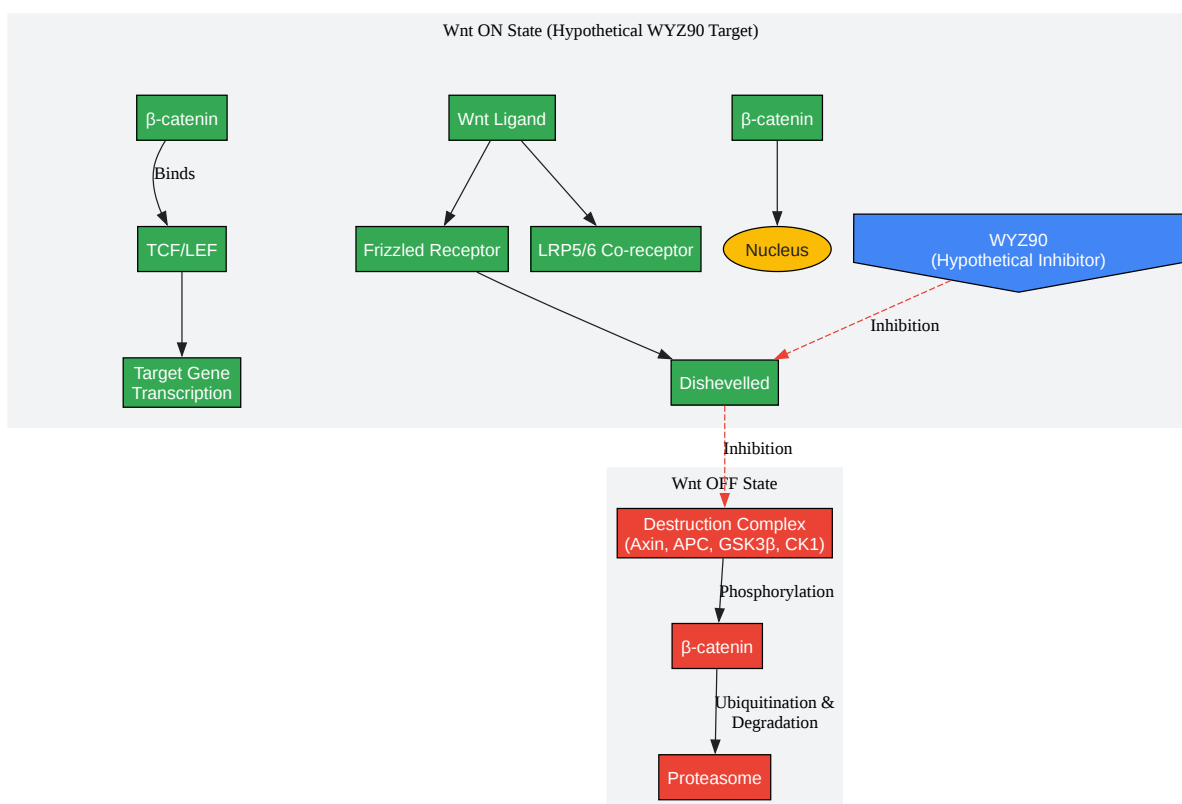 Wnt ON State (Hypothetical WYZ90 Target)
β-catenin
Wnt Ligand
β-catenin
Binds
TCF/LEF
Frizzled Receptor
LRP5/6 Co-receptor
Nucleus
WYZ90
(Hypothetical Inhibitor)
Inhibition
Target Gene
Transcription
Dishevelled
Inhibition
Wnt OFF State
Destruction Complex
(Axin, APC, GSK3β, CK1)
Phosphorylation
β-catenin
Ubiquitination &
Degradation
Proteasome